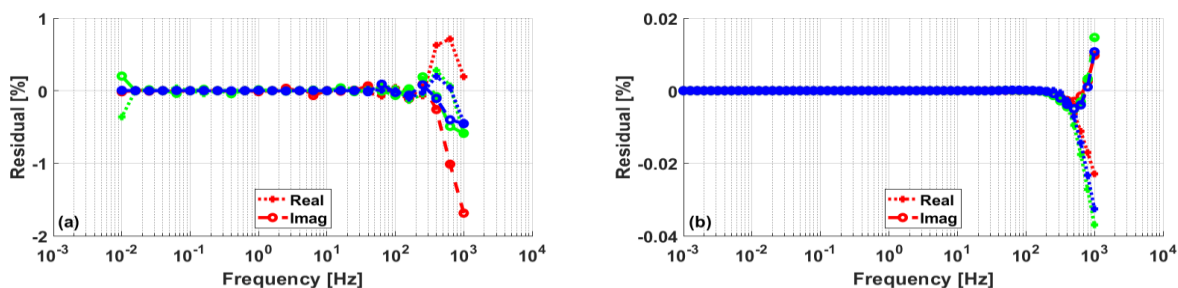 1
0
-1
-2
Residual [%]
(a)
Real
Imag
10^-3
10^-2
10^-1
10^0
10^1
10^2
10^3
10^4
Frequency [Hz]
0.02
0
-0.02
-0.04
Residual [%]
(b)
Real
Imag
10^-3
10^-2
10^-1
10^0
10^1
10^2
10^3
10^4
Frequency [Hz]